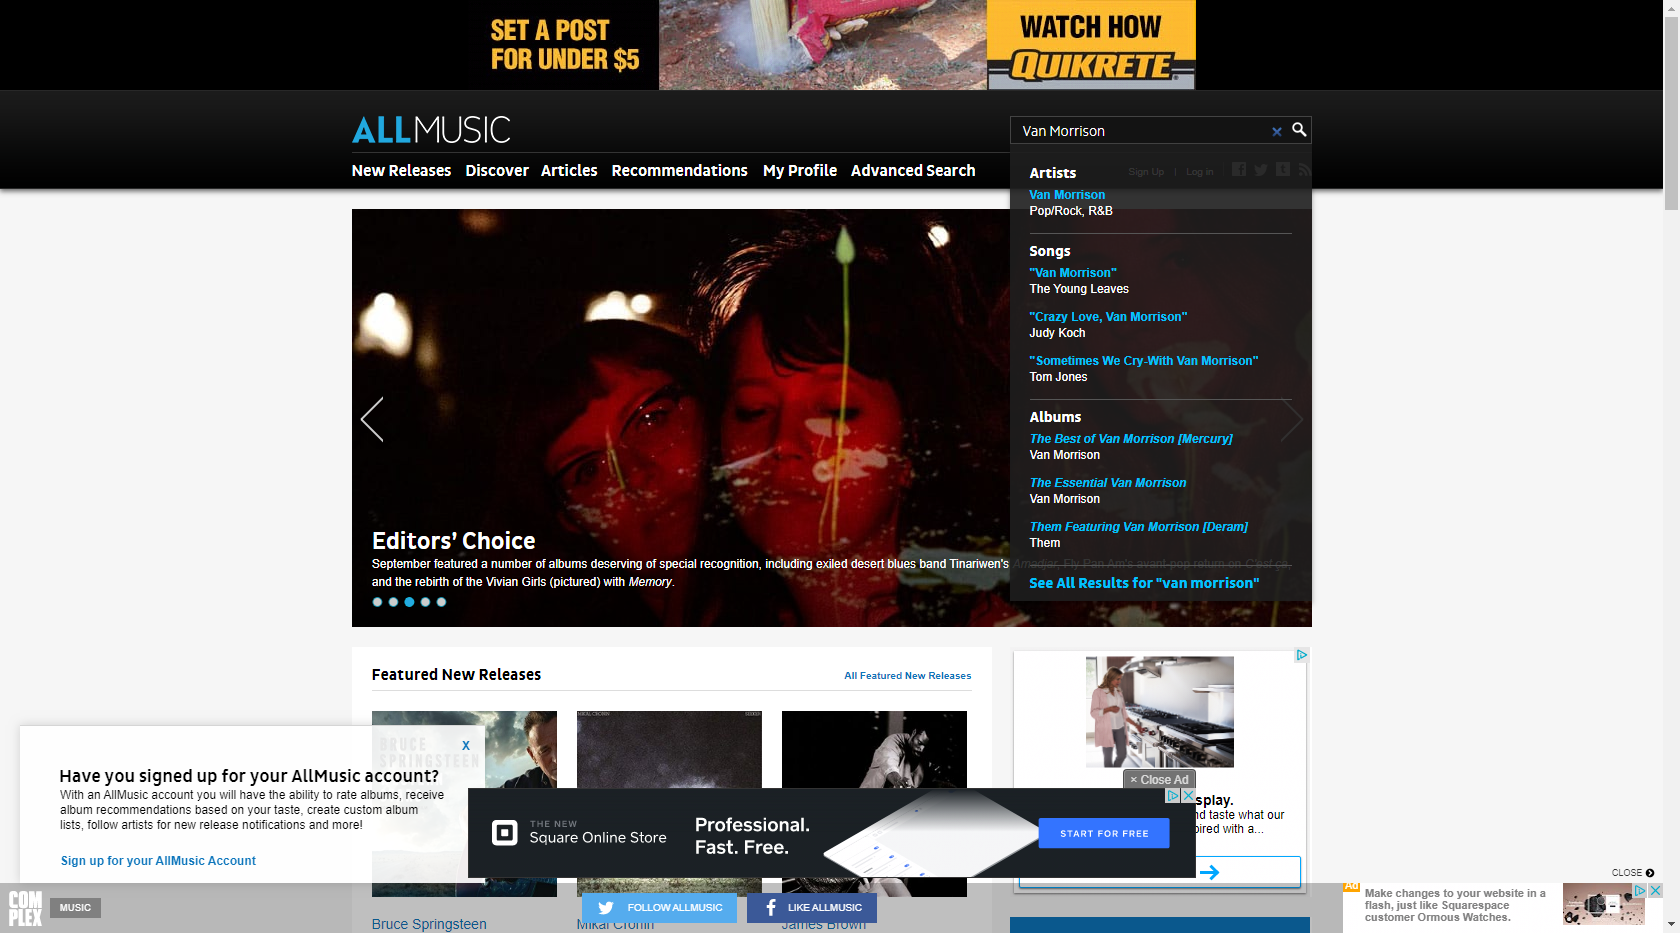 SET A POST
FOR UNDER $5
WATCH HOW
QUIKRETE
ALLMUSIC
Van Morrison
New Releases
Discover
Articles
Recommendations
My Profile
Advanced Search
Sign Up | Log in
Artists
Van Morrison
Pop/Rock, R&B
Songs
"Van Morrison"
The Young Leaves
"Crazy Love, Van Morrison"
Judy Koch
"Sometimes We Cry-With Van Morrison"
Tom Jones
Albums
The Best of Van Morrison [Mercury]
Van Morrison
The Essential Van Morrison
Van Morrison
Them Featuring Van Morrison [Deram]
Them
See All Results for "van morrison"
Editors' Choice
September featured a number of albums deserving of special recognition, including exiled desert blues band Tinariwen's Amadjar, Fly Pan Am's avant-pop return on C'est ça,
and the rebirth of the Vivian Girls (pictured) with Memory.
Featured New Releases
All Featured New Releases
BRUCE
SPRINGSTEEN
MIKAL CRONIN
SEEKER
X
Have you signed up for your AllMusic account?
With an AllMusic account you will have the ability to rate albums, receive
album recommendations based on your taste, create custom album
lists, follow artists for new release notifications and more!
Sign up for your AllMusic Account
× Close Ad
THE NEW
Square Online Store
Professional.
Fast. Free.
START FOR FREE
splay.
nd taste what our
pired with a...
CLOSE
COM
PLEX
MUSIC
FOLLOW ALLMUSIC
LIKE ALLMUSIC
Bruce Springsteen
Mikal Cronin
James Brown
Ad
Make changes to your website in a
flash, just like Squarespace
customer Ormous Watches.